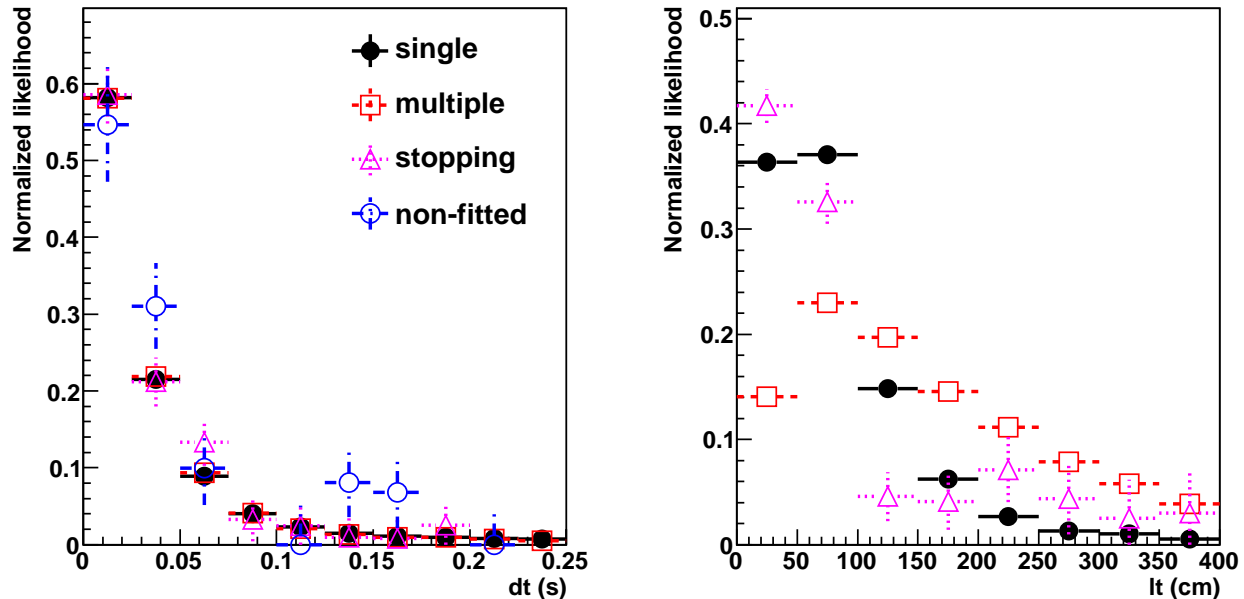 Normalized likelihood
0.6
0.5
0.4
0.3
0.2
0.1
0
single
multiple
stopping
non-fitted
0 0.05 0.1 0.15 0.2 0.25
dt (s)
Normalized likelihood
0.5
0.4
0.3
0.2
0.1
0
0 50 100 150 200 250 300 350 400
lt (cm)